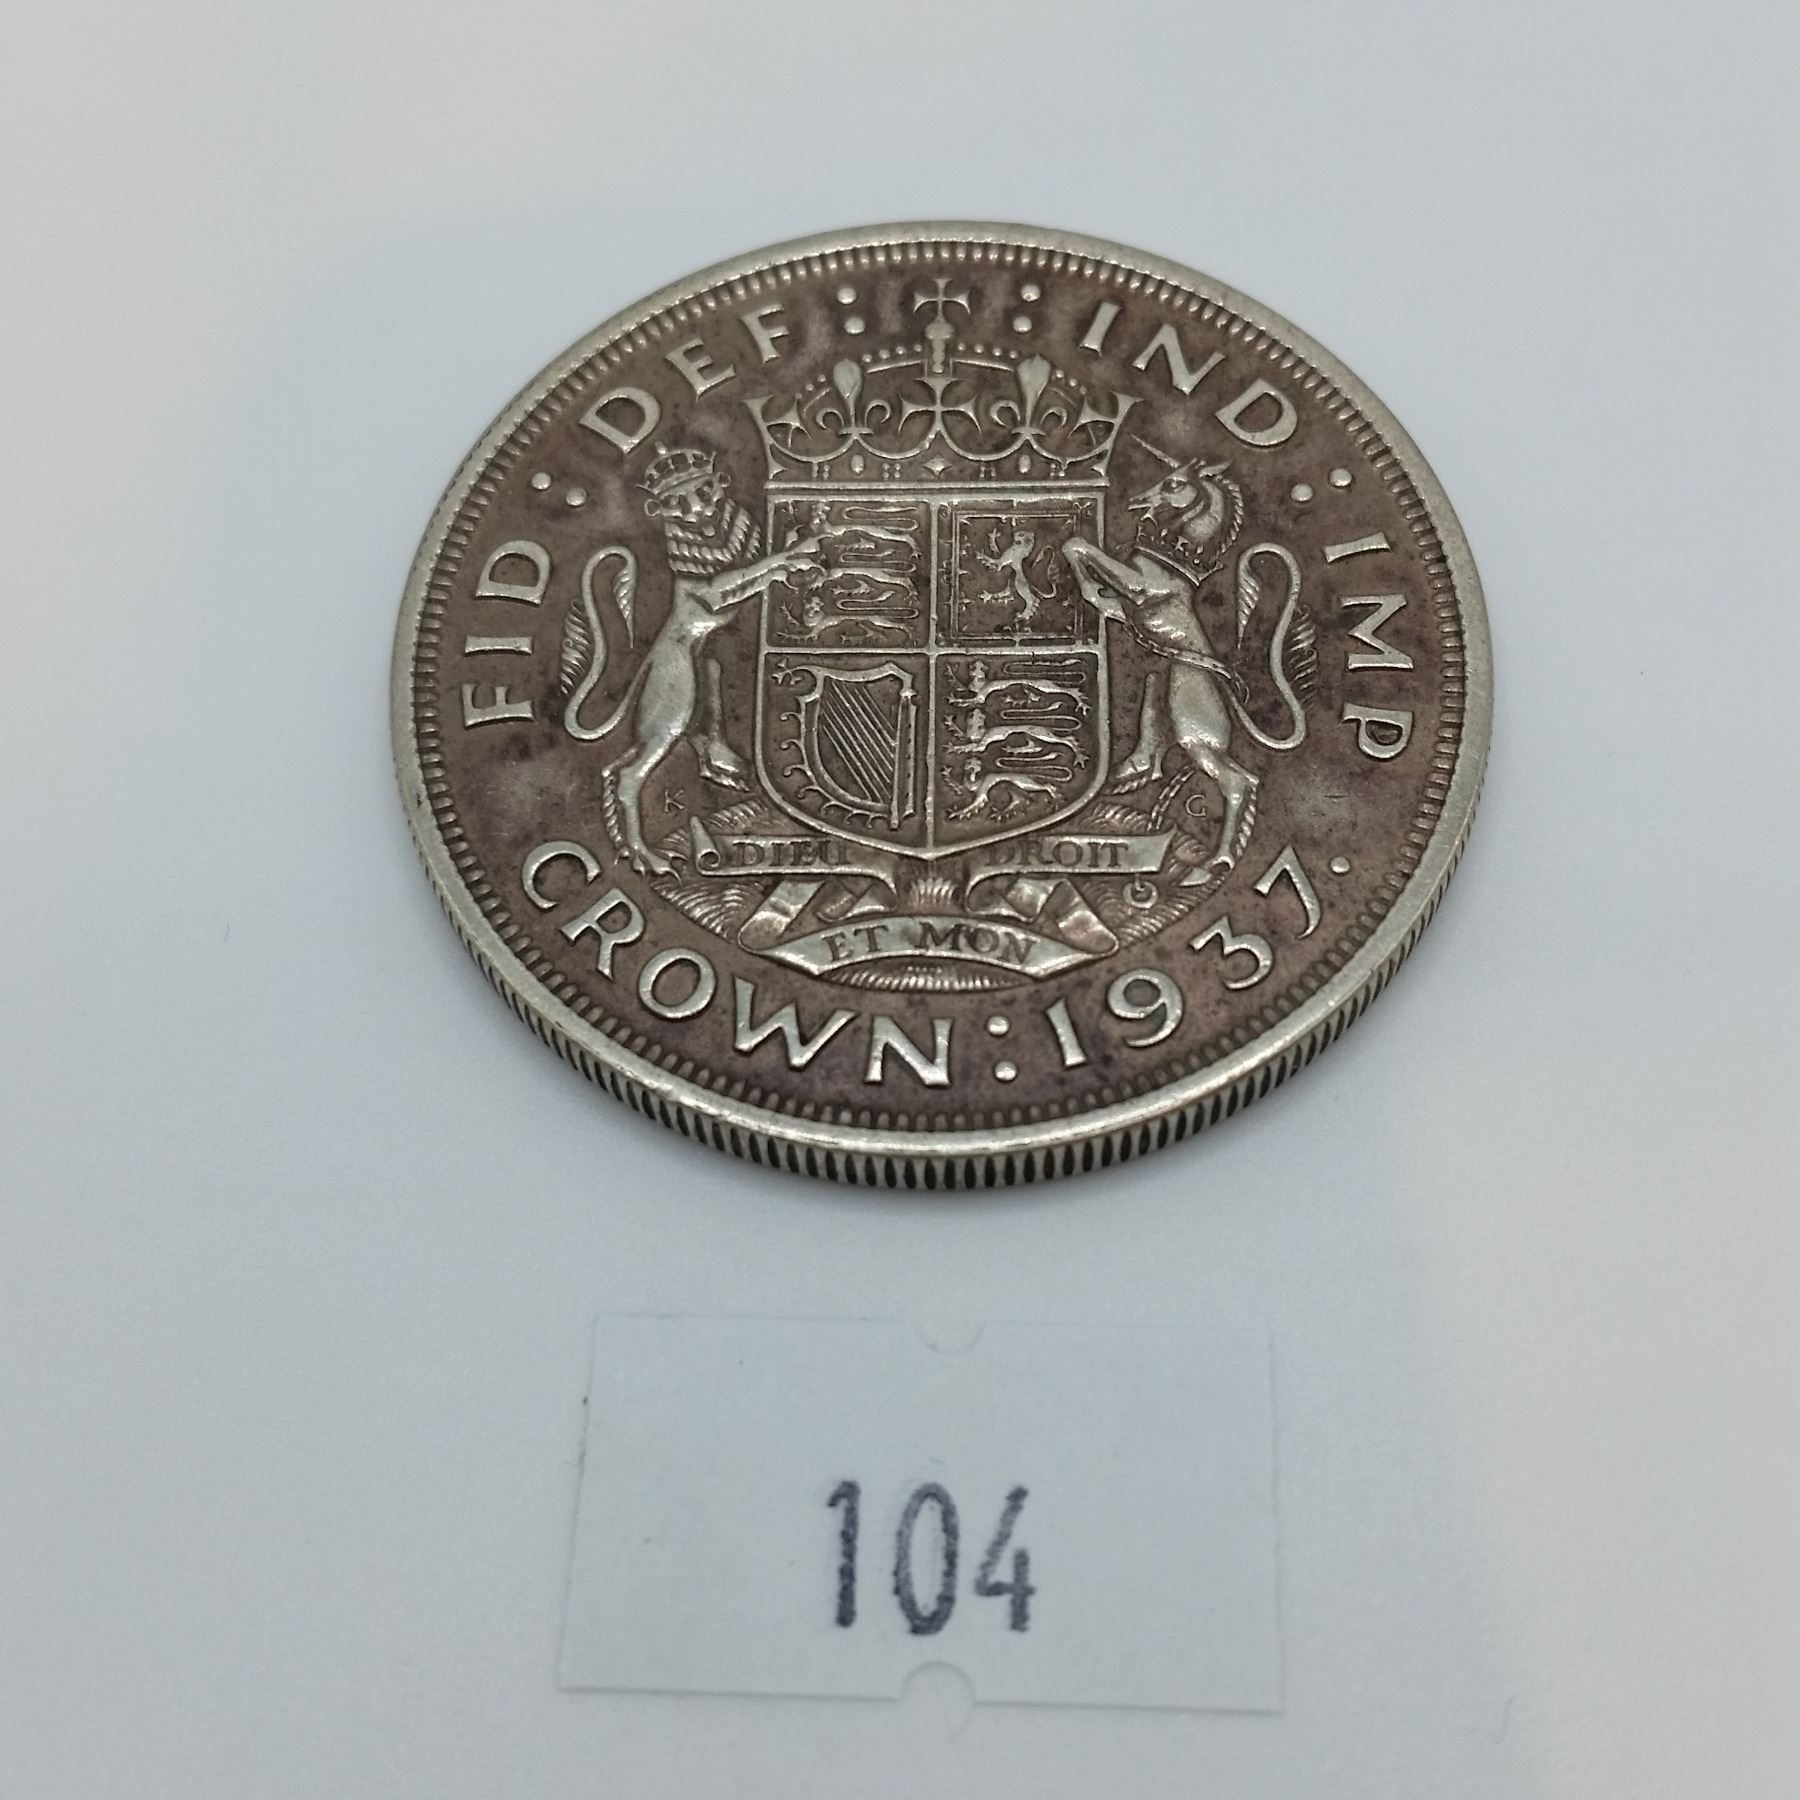 FID : DEF : : IND : IMP
K G
DIEU DROIT
ET MON
CROWN : 1937 .
104